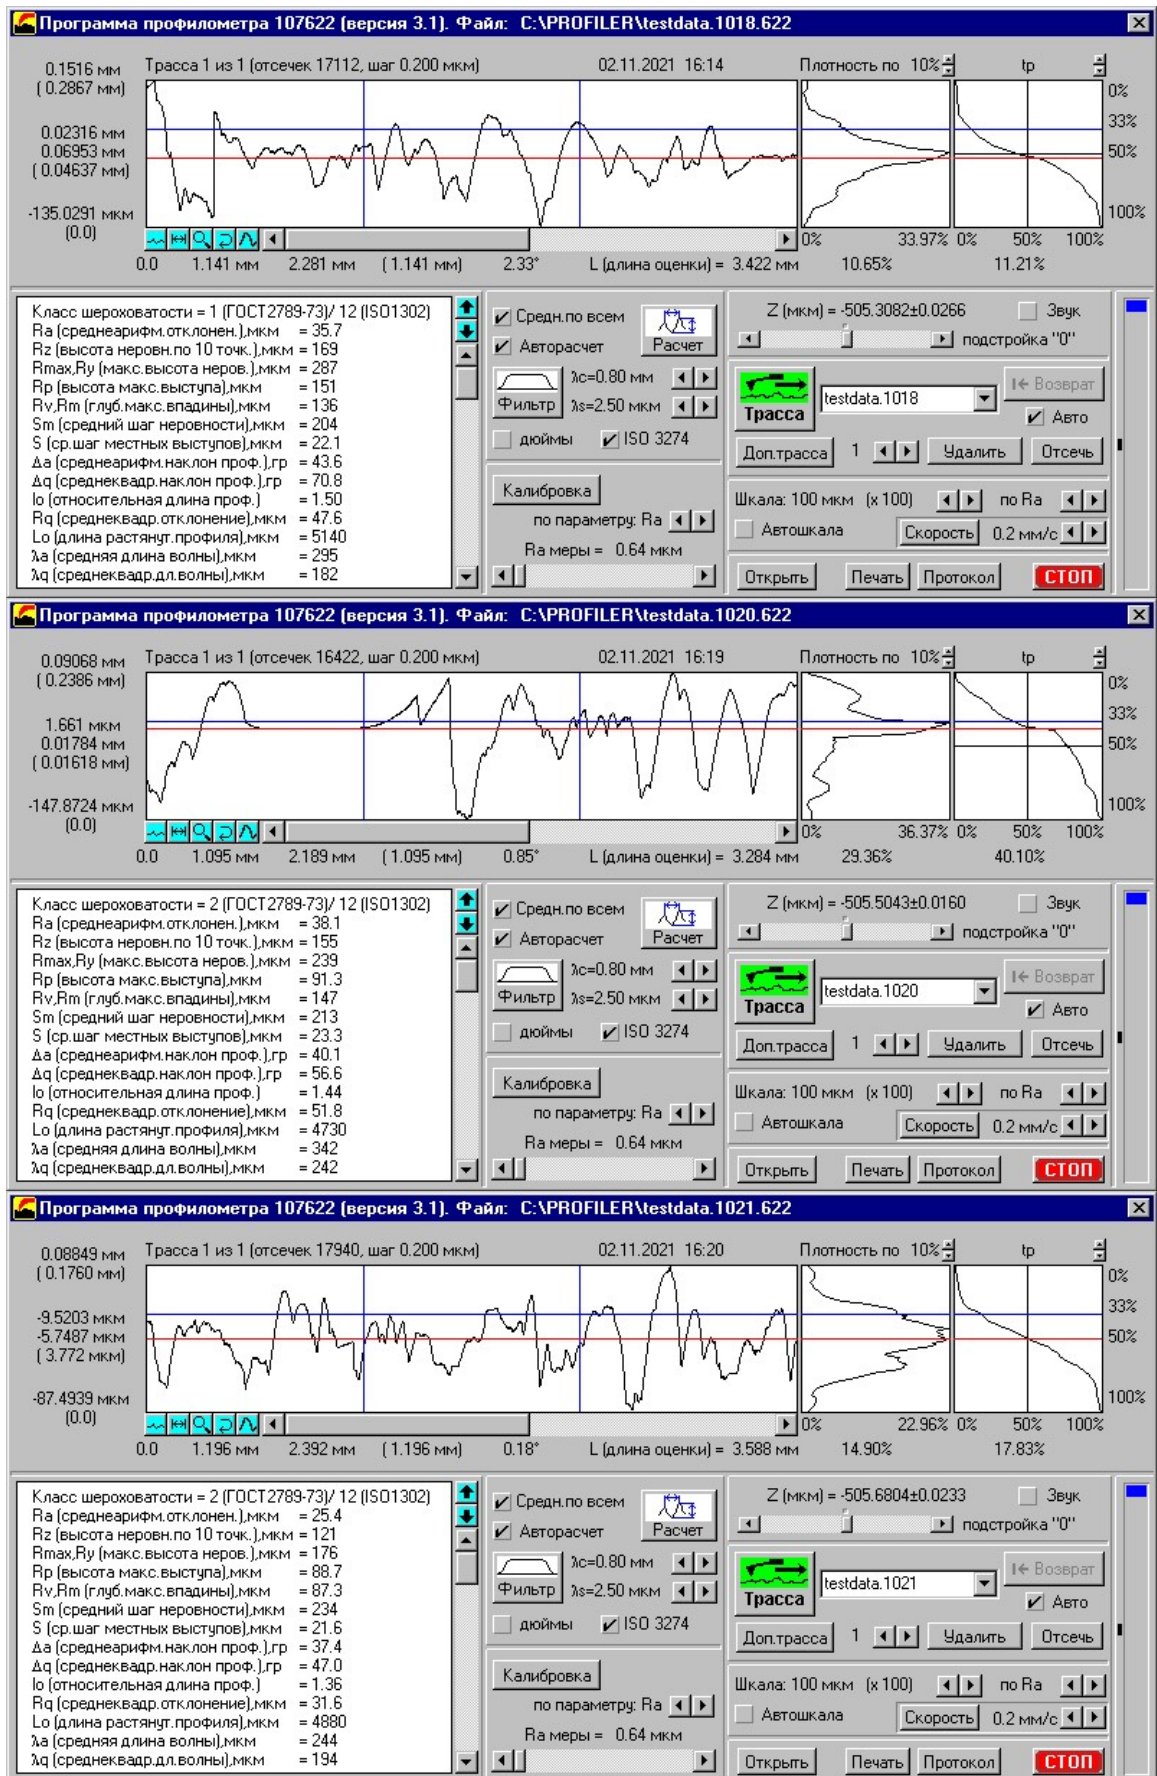 Программа профилометра 107622 (версия 3.1). Файл: C:\PROFILER\testdata.1018.622
0.1516 мм
( 0.2867 мм)
Трасса 1 из 1 (отсечек 17112, шаг 0.200 мкм)
02.11.2021 16:14
Плотность по 10%
tp
0%
0.02316 мм
0.06953 мм
( 0.04637 мм)
33%
50%
-135.0291 мкм
(0.0)
100%
0% 33.97% 0% 50% 100%
0.0 1.141 мм 2.281 мм ( 1.141 мм) 2.33° L (длина оценки) = 3.422 мм 10.65% 11.21%
Класс шероховатости = 1 (ГОСТ2789-73)/ 12 (ISO1302)
Ra (среднеарифм.отклонен.),мкм = 35.7
Rz (высота неровн.по 10 точк.),мкм = 169
Rmax,Ry (макс.высота неров.),мкм = 287
Rp (высота макс.выступа),мкм = 151
Rv,Rm (глуб.макс.впадины),мкм = 136
Sm (средний шаг неровности),мкм = 204
S (ср.шаг местных выступов),мкм = 22.1
Δa (среднеарифм.наклон проф.),гр = 43.6
Δq (среднеквадр.наклон проф.),гр = 70.8
lo (относительная длина проф.) = 1.50
Rq (среднеквадр.отклонение),мкм = 47.6
Lo (длина растянут.профиля),мкм = 5140
λa (средняя длина волны),мкм = 295
λq (среднеквадр.дл.волны),мкм = 182
Средн.по всем
Авторасчет
Расчет
Фильтр
λc=0.80 мм
λs=2.50 мкм
дюймы ISO 3274
Калибровка
по параметру: Ra
Ra меры = 0.64 мкм
Z (мкм) = -505.3082±0.0266
Звук
подстройка "0"
Трасса
testdata.1018
Возврат
Авто
Доп.трасса 1 Удалить Отсечь
Шкала: 100 мкм (x 100) по Ra
Автошкала Скорость 0.2 мм/с
Открыть Печать Протокол СТОП
Программа профилометра 107622 (версия 3.1). Файл: C:\PROFILER\testdata.1020.622
0.09068 мм
( 0.2386 мм)
Трасса 1 из 1 (отсечек 16422, шаг 0.200 мкм)
02.11.2021 16:19
Плотность по 10%
tp
0%
1.661 мкм
0.01784 мм
( 0.01618 мм)
33%
50%
-147.8724 мкм
(0.0)
100%
0% 36.37% 0% 50% 100%
0.0 1.095 мм 2.189 мм ( 1.095 мм) 0.85° L (длина оценки) = 3.284 мм 29.36% 40.10%
Класс шероховатости = 2 (ГОСТ2789-73)/ 12 (ISO1302)
Ra (среднеарифм.отклонен.),мкм = 38.1
Rz (высота неровн.по 10 точк.),мкм = 155
Rmax,Ry (макс.высота неров.),мкм = 239
Rp (высота макс.выступа),мкм = 91.3
Rv,Rm (глуб.макс.впадины),мкм = 147
Sm (средний шаг неровности),мкм = 213
S (ср.шаг местных выступов),мкм = 23.3
Δa (среднеарифм.наклон проф.),гр = 40.1
Δq (среднеквадр.наклон проф.),гр = 56.6
lo (относительная длина проф.) = 1.44
Rq (среднеквадр.отклонение),мкм = 51.8
Lo (длина растянут.профиля),мкм = 4730
λa (средняя длина волны),мкм = 342
λq (среднеквадр.дл.волны),мкм = 242
Средн.по всем
Авторасчет
Расчет
Фильтр
λc=0.80 мм
λs=2.50 мкм
дюймы ISO 3274
Калибровка
по параметру: Ra
Ra меры = 0.64 мкм
Z (мкм) = -505.5043±0.0160
Звук
подстройка "0"
Трасса
testdata.1020
Возврат
Авто
Доп.трасса 1 Удалить Отсечь
Шкала: 100 мкм (x 100) по Ra
Автошкала Скорость 0.2 мм/с
Открыть Печать Протокол СТОП
Программа профилометра 107622 (версия 3.1). Файл: C:\PROFILER\testdata.1021.622
0.08849 мм
( 0.1760 мм)
Трасса 1 из 1 (отсечек 17940, шаг 0.200 мкм)
02.11.2021 16:20
Плотность по 10%
tp
0%
-9.5203 мкм
-5.7487 мкм
( 3.772 мкм)
33%
50%
-87.4939 мкм
(0.0)
100%
0% 22.96% 0% 50% 100%
0.0 1.196 мм 2.392 мм ( 1.196 мм) 0.18° L (длина оценки) = 3.588 мм 14.90% 17.83%
Класс шероховатости = 2 (ГОСТ2789-73)/ 12 (ISO1302)
Ra (среднеарифм.отклонен.),мкм = 25.4
Rz (высота неровн.по 10 точк.),мкм = 121
Rmax,Ry (макс.высота неров.),мкм = 176
Rp (высота макс.выступа),мкм = 88.7
Rv,Rm (глуб.макс.впадины),мкм = 87.3
Sm (средний шаг неровности),мкм = 234
S (ср.шаг местных выступов),мкм = 21.6
Δa (среднеарифм.наклон проф.),гр = 37.4
Δq (среднеквадр.наклон проф.),гр = 47.0
lo (относительная длина проф.) = 1.36
Rq (среднеквадр.отклонение),мкм = 31.6
Lo (длина растянут.профиля),мкм = 4880
λa (средняя длина волны),мкм = 244
λq (среднеквадр.дл.волны),мкм = 194
Средн.по всем
Авторасчет
Расчет
Фильтр
λc=0.80 мм
λs=2.50 мкм
дюймы ISO 3274
Калибровка
по параметру: Ra
Ra меры = 0.64 мкм
Z (мкм) = -505.6804±0.0233
Звук
подстройка "0"
Трасса
testdata.1021
Возврат
Авто
Доп.трасса 1 Удалить Отсечь
Шкала: 100 мкм (x 100) по Ra
Автошкала Скорость 0.2 мм/с
Открыть Печать Протокол СТОП